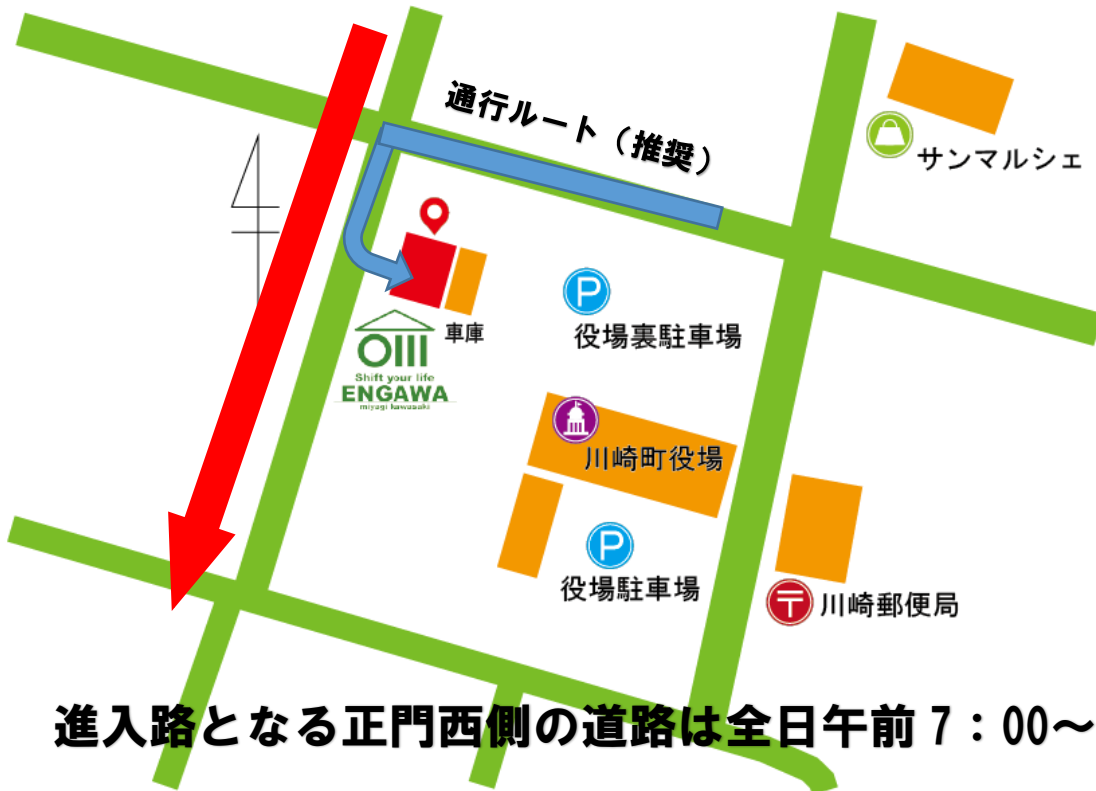 通行ルート（推奨）
サンマルシェ
P
役場裏駐車場
車庫
Shift your life
ENGAWA
miyagi kawasaki
川崎町役場
P
役場駐車場
川崎郵便局
進入路となる正門西側の道路は全日午前７：００～